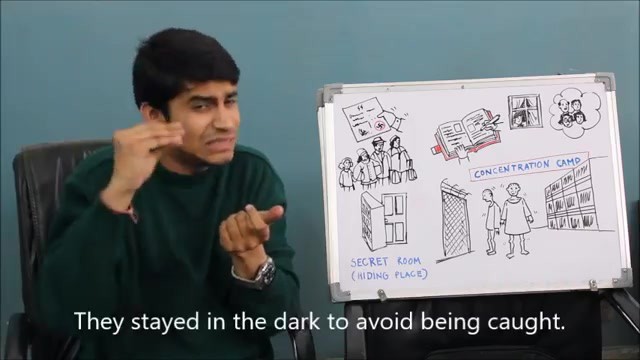 CONCENTRATION CAMP
SECRET ROOM
(HIDING PLACE)
They stayed in the dark to avoid being caught.